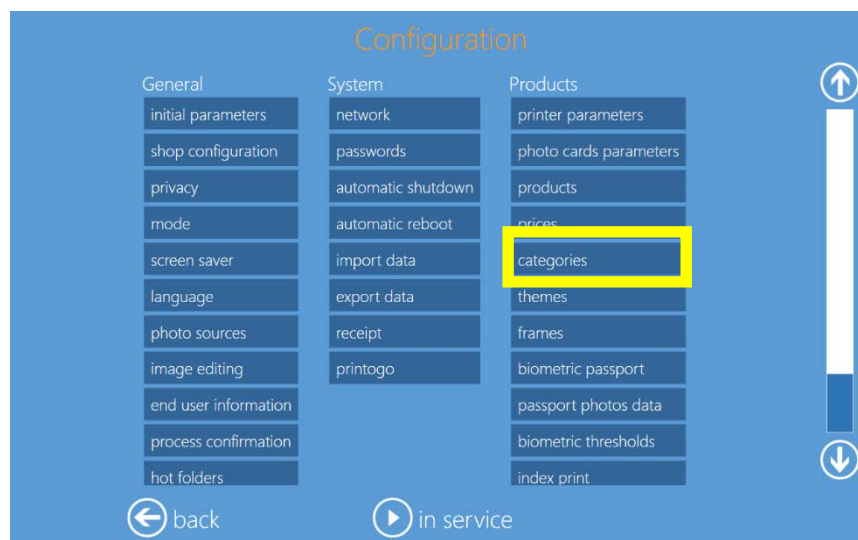 Configuration
General
initial parameters
shop configuration
privacy
mode
screen saver
language
photo sources
image editing
end user information
process confirmation
hot folders
System
network
passwords
automatic shutdown
automatic reboot
import data
export data
receipt
printogo
Products
printer parameters
photo cards parameters
products
prices
categories
themes
frames
biometric passport
passport photos data
biometric thresholds
index print
back
in service